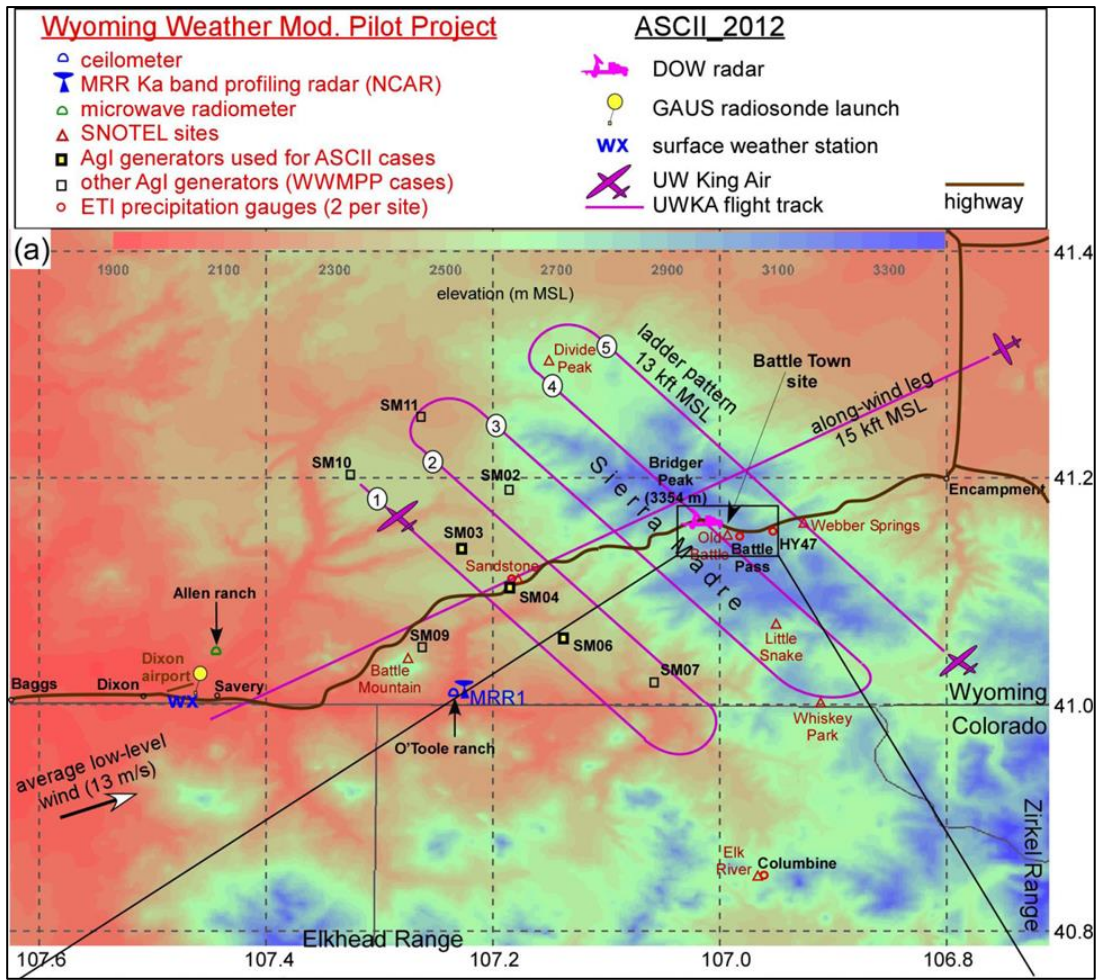 Wyoming Weather Mod. Pilot Project
ceilometer
MRR Ka band profiling radar (NCAR)
microwave radiometer
SNOTEL sites
AgI generators used for ASCII cases
other AgI generators (WWMPP cases)
ETI precipitation gauges (2 per site)
ASCII_2012
DOW radar
GAUS radiosonde launch
WX surface weather station
UW King Air
UWKA flight track
highway
(a)
1900 2100 2300 2500 2700 2900 3100 3300
elevation (m MSL)
41.4
Divide
Peak
5
4
ladder pattern
13 kft MSL
Battle Town
site
along-wind leg
15 kft MSL
SM11
3
2
SM10
1
SM02
Bridger
Peak
(3354 m)
Sierra Madre
41.2
Encampment
SM03
Sandstone
SM04
Old
Battle
Battle
Pass
HY47
Webber Springs
Allen ranch
SM09
SM06
Battle
Mountain
SM07
Little
Snake
Dixon
airport
Baggs
Dixon
Savery
WX
MRR1
O'Toole ranch
Whiskey
Park
Wyoming
41.0
Colorado
average low-level
wind (13 m/s)
Zirkel Range
Elk
River
Columbine
Elkhead Range
40.8
107.6 107.4 107.2 107.0 106.8